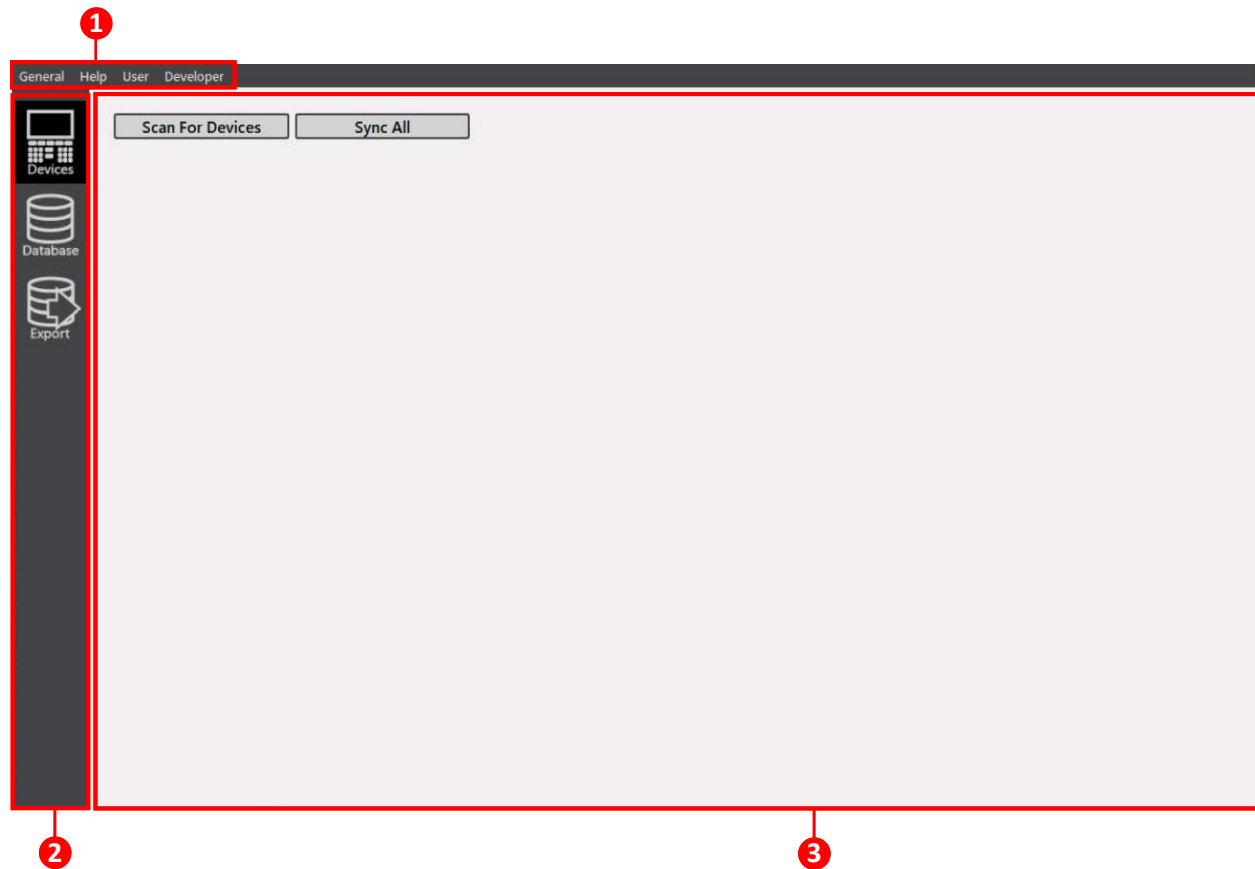 1
General Help User Developer
Scan For Devices Sync All
Devices
Database
Export
2 3